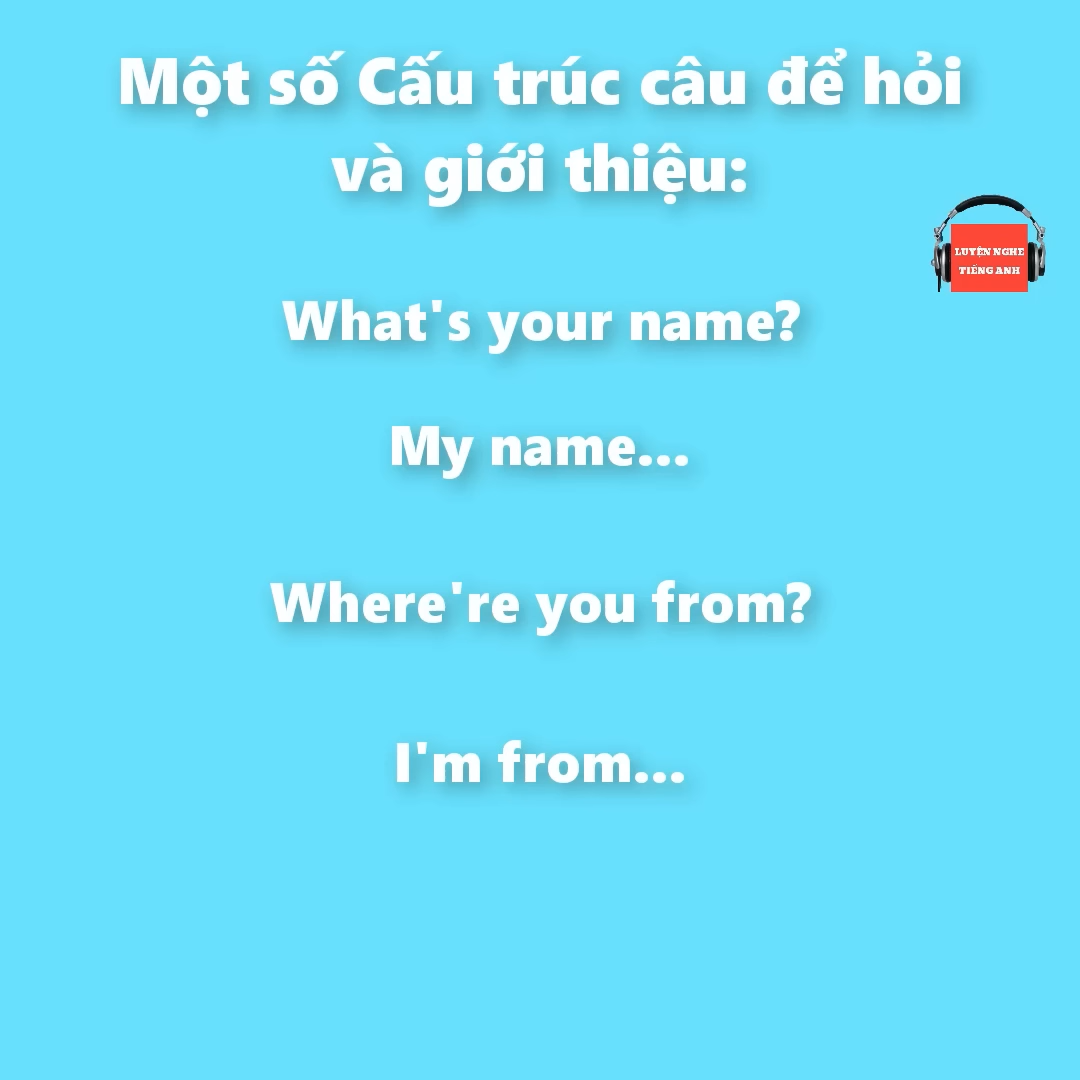 Một số Cấu trúc câu để hỏi
và giới thiệu:
LUYỆN NGHE
TIẾNG ANH
What's your name?
My name...
Where're you from?
I'm from...